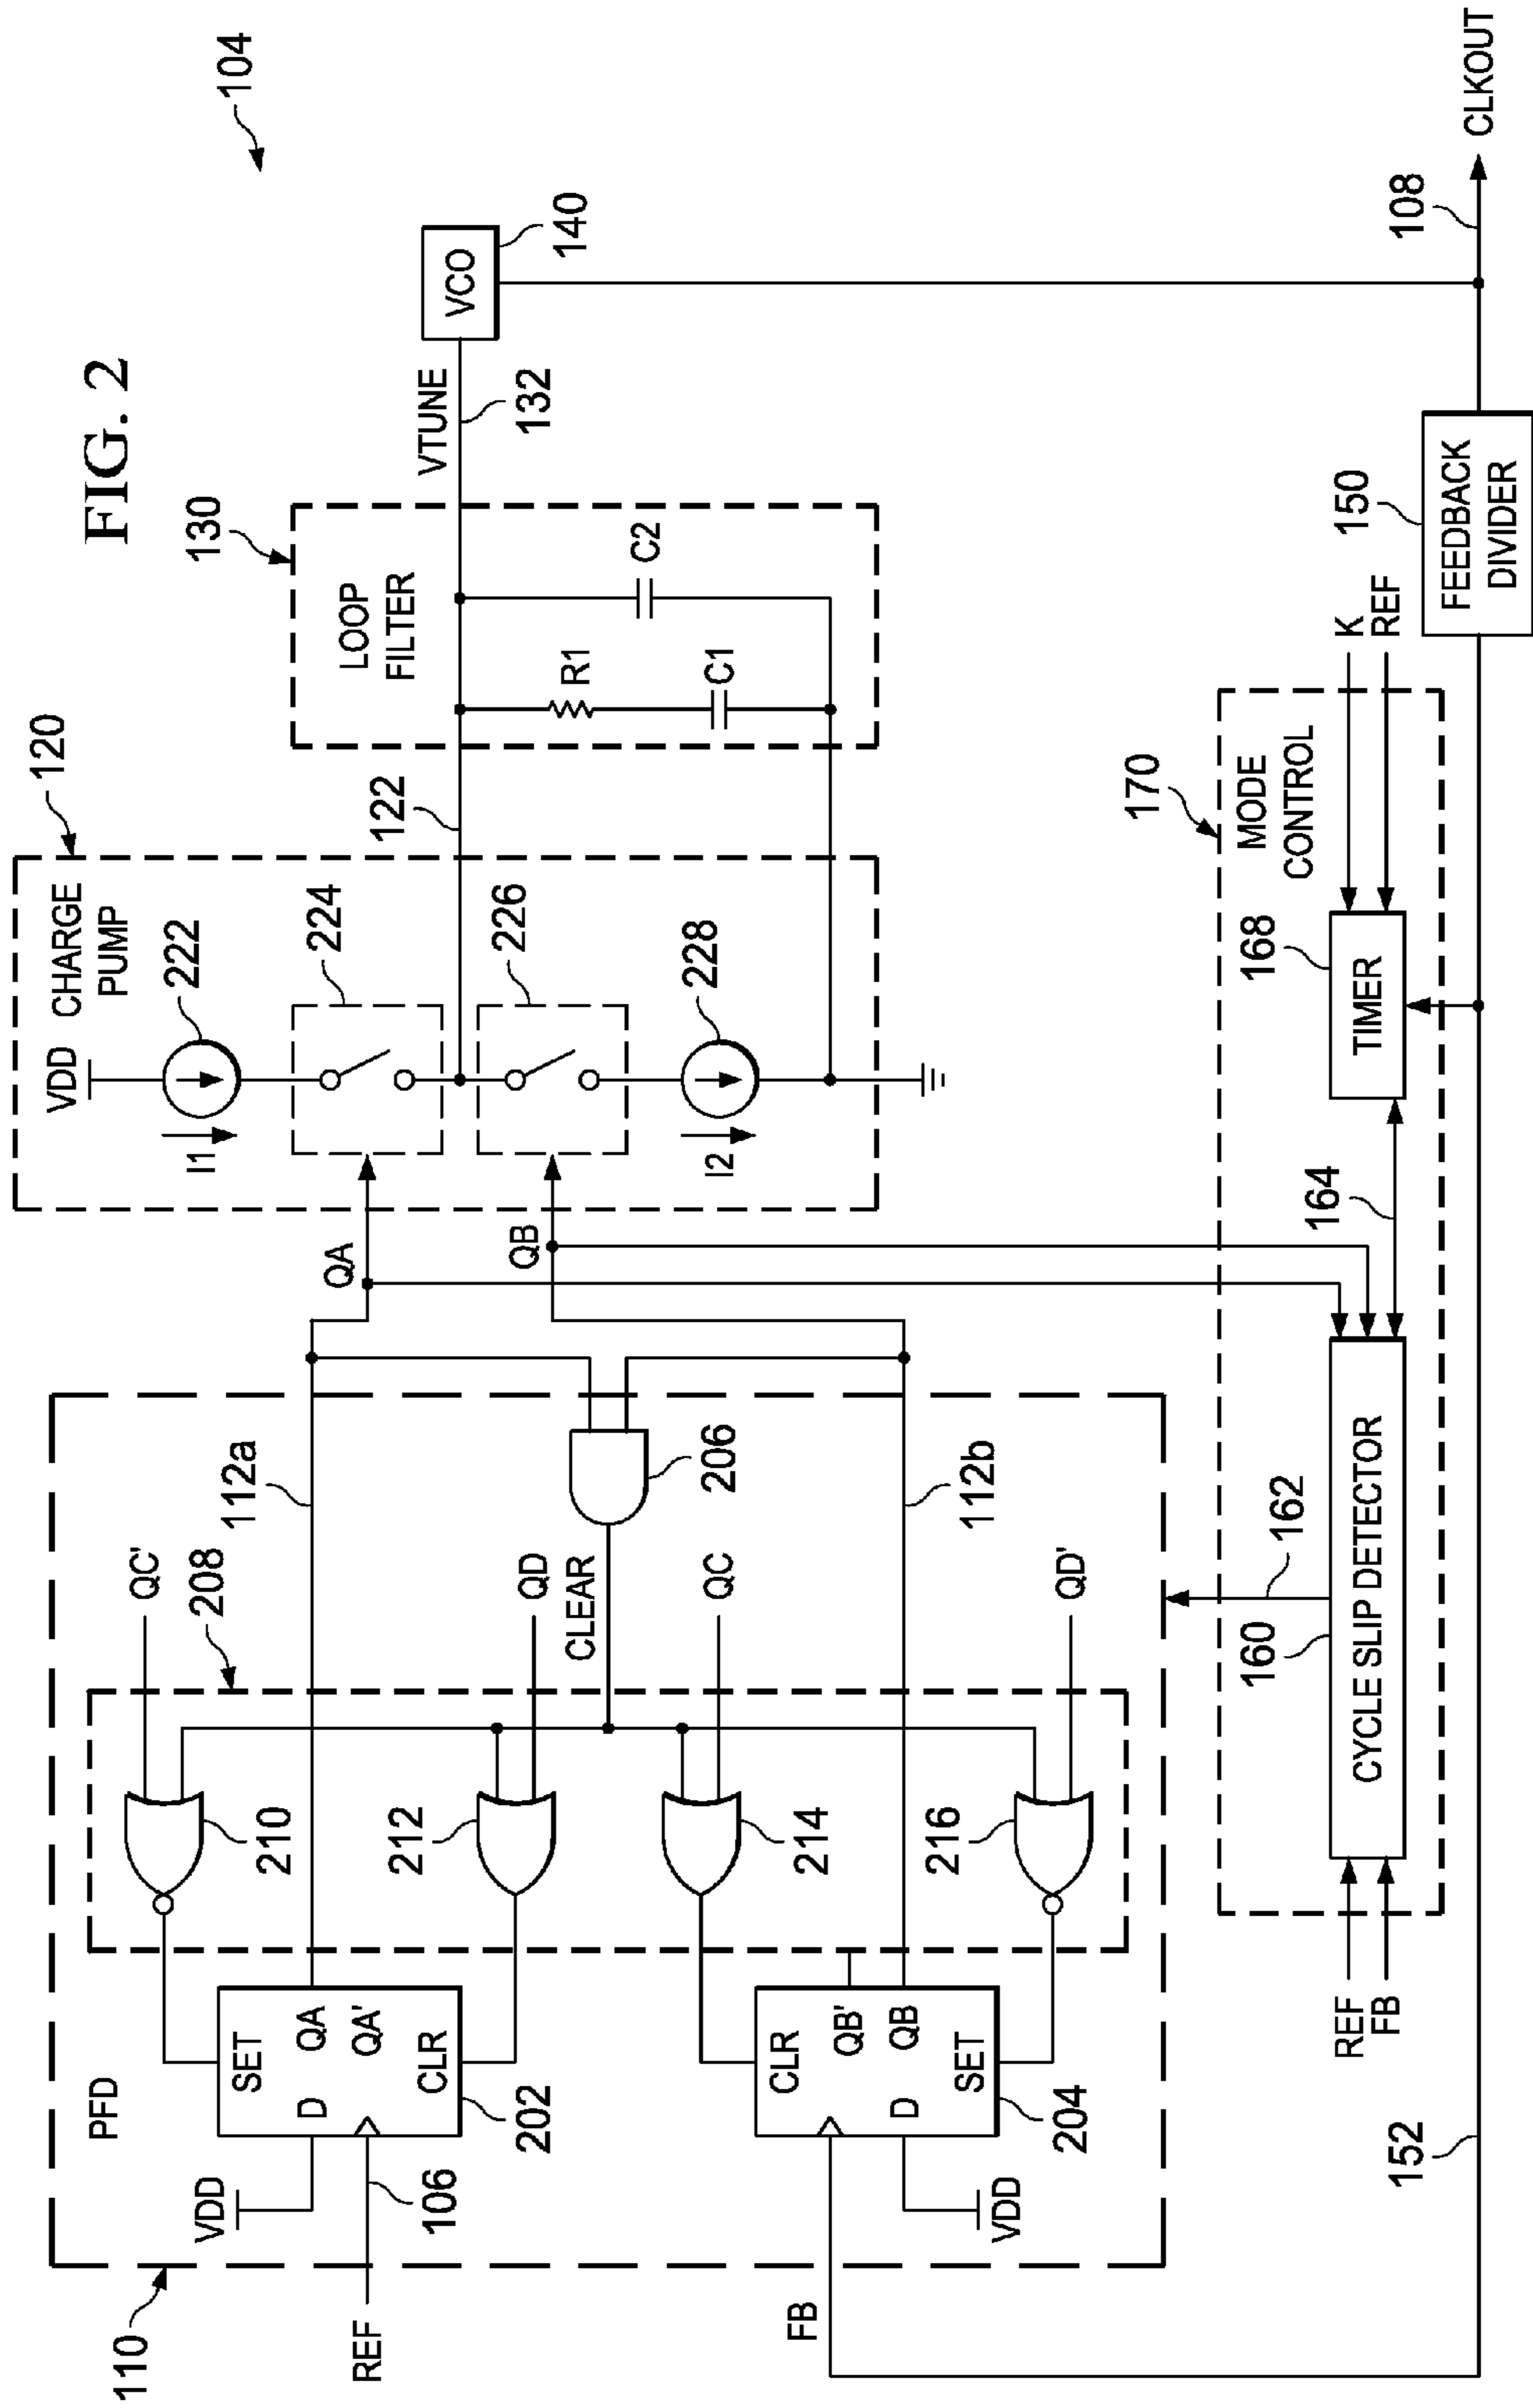 FIG. 2
104
110
PFD
REF
106
VDD
D
SET
QA
QA'
CLR
202
FB
VDD
CLR
QB'
QB
D
SET
204
208
QC'
210
QD
212
CLEAR
QC
214
QD'
216
112a
206
112b
QA
QB
120
CHARGE
PUMP
VDD
222
I1
224
226
228
I2
122
130
LOOP
FILTER
R1
C1
C2
VTUNE
132
VCO
140
170
MODE
CONTROL
REF
FB
160
CYCLE SLIP DETECTOR
162
164
168
TIMER
K
REF
152
150
FEEDBACK
DIVIDER
108
CLKOUT